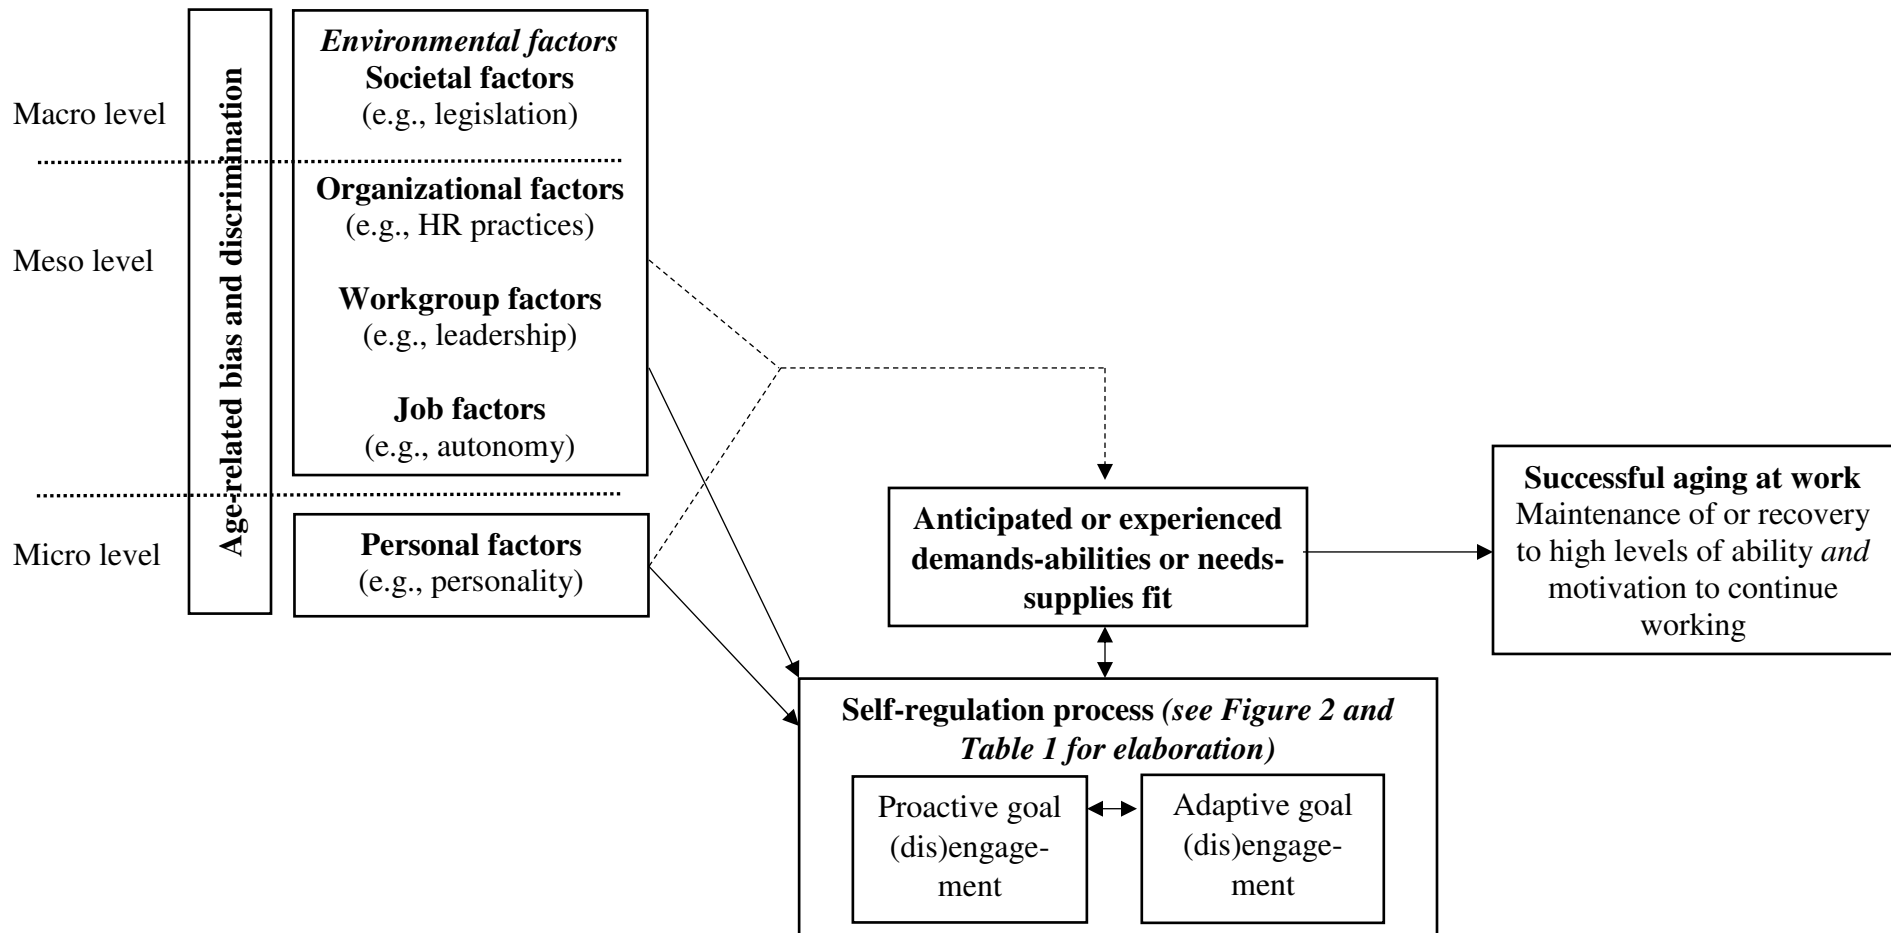 Macro level
Meso level
Micro level
Age-related bias and discrimination
Environmental factors
Societal factors
(e.g., legislation)
Organizational factors
(e.g., HR practices)
Workgroup factors
(e.g., leadership)
Job factors
(e.g., autonomy)
Personal factors
(e.g., personality)
Anticipated or experienced
demands-abilities or needs-
supplies fit
Successful aging at work
Maintenance of or recovery
to high levels of ability and
motivation to continue
working
Self-regulation process (see Figure 2 and
Table 1 for elaboration)
Proactive goal
(dis)engage-
ment
Adaptive goal
(dis)engage-
ment